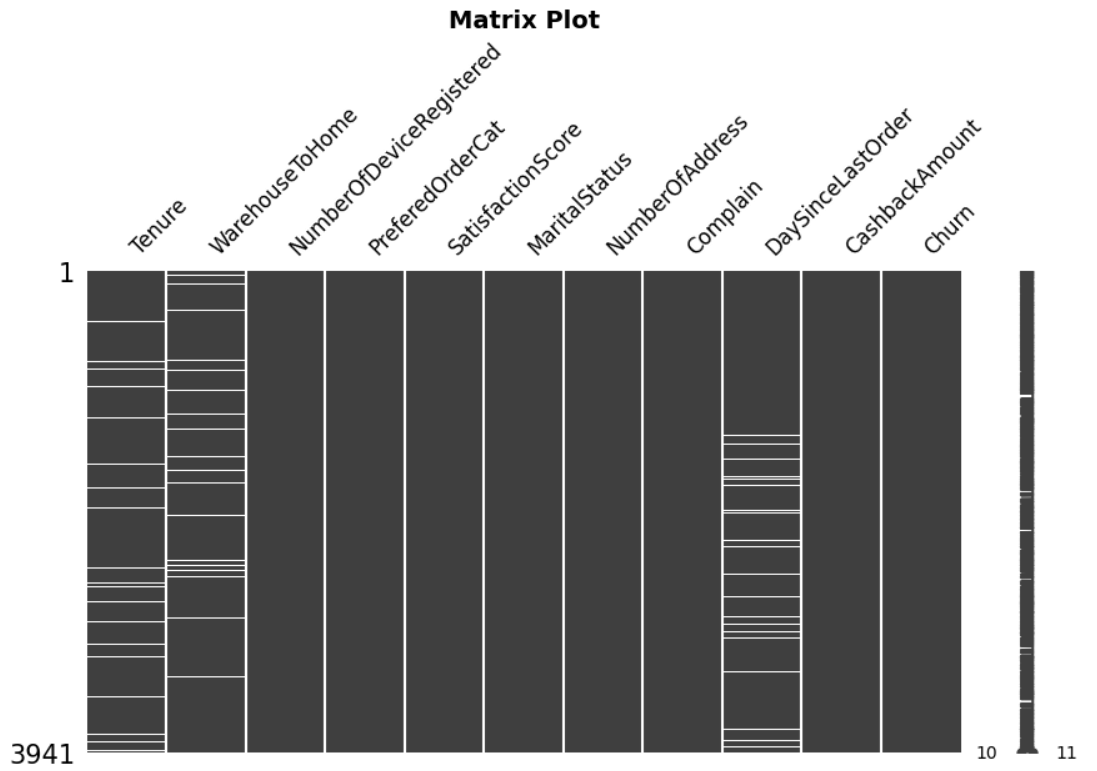 Matrix Plot
Tenure
WarehouseToHome
NumberOfDeviceRegistered
PreferedOrderCat
SatisfactionScore
MaritalStatus
NumberOfAddress
Complain
DaySinceLastOrder
CashbackAmount
Churn
1
3941
10
11